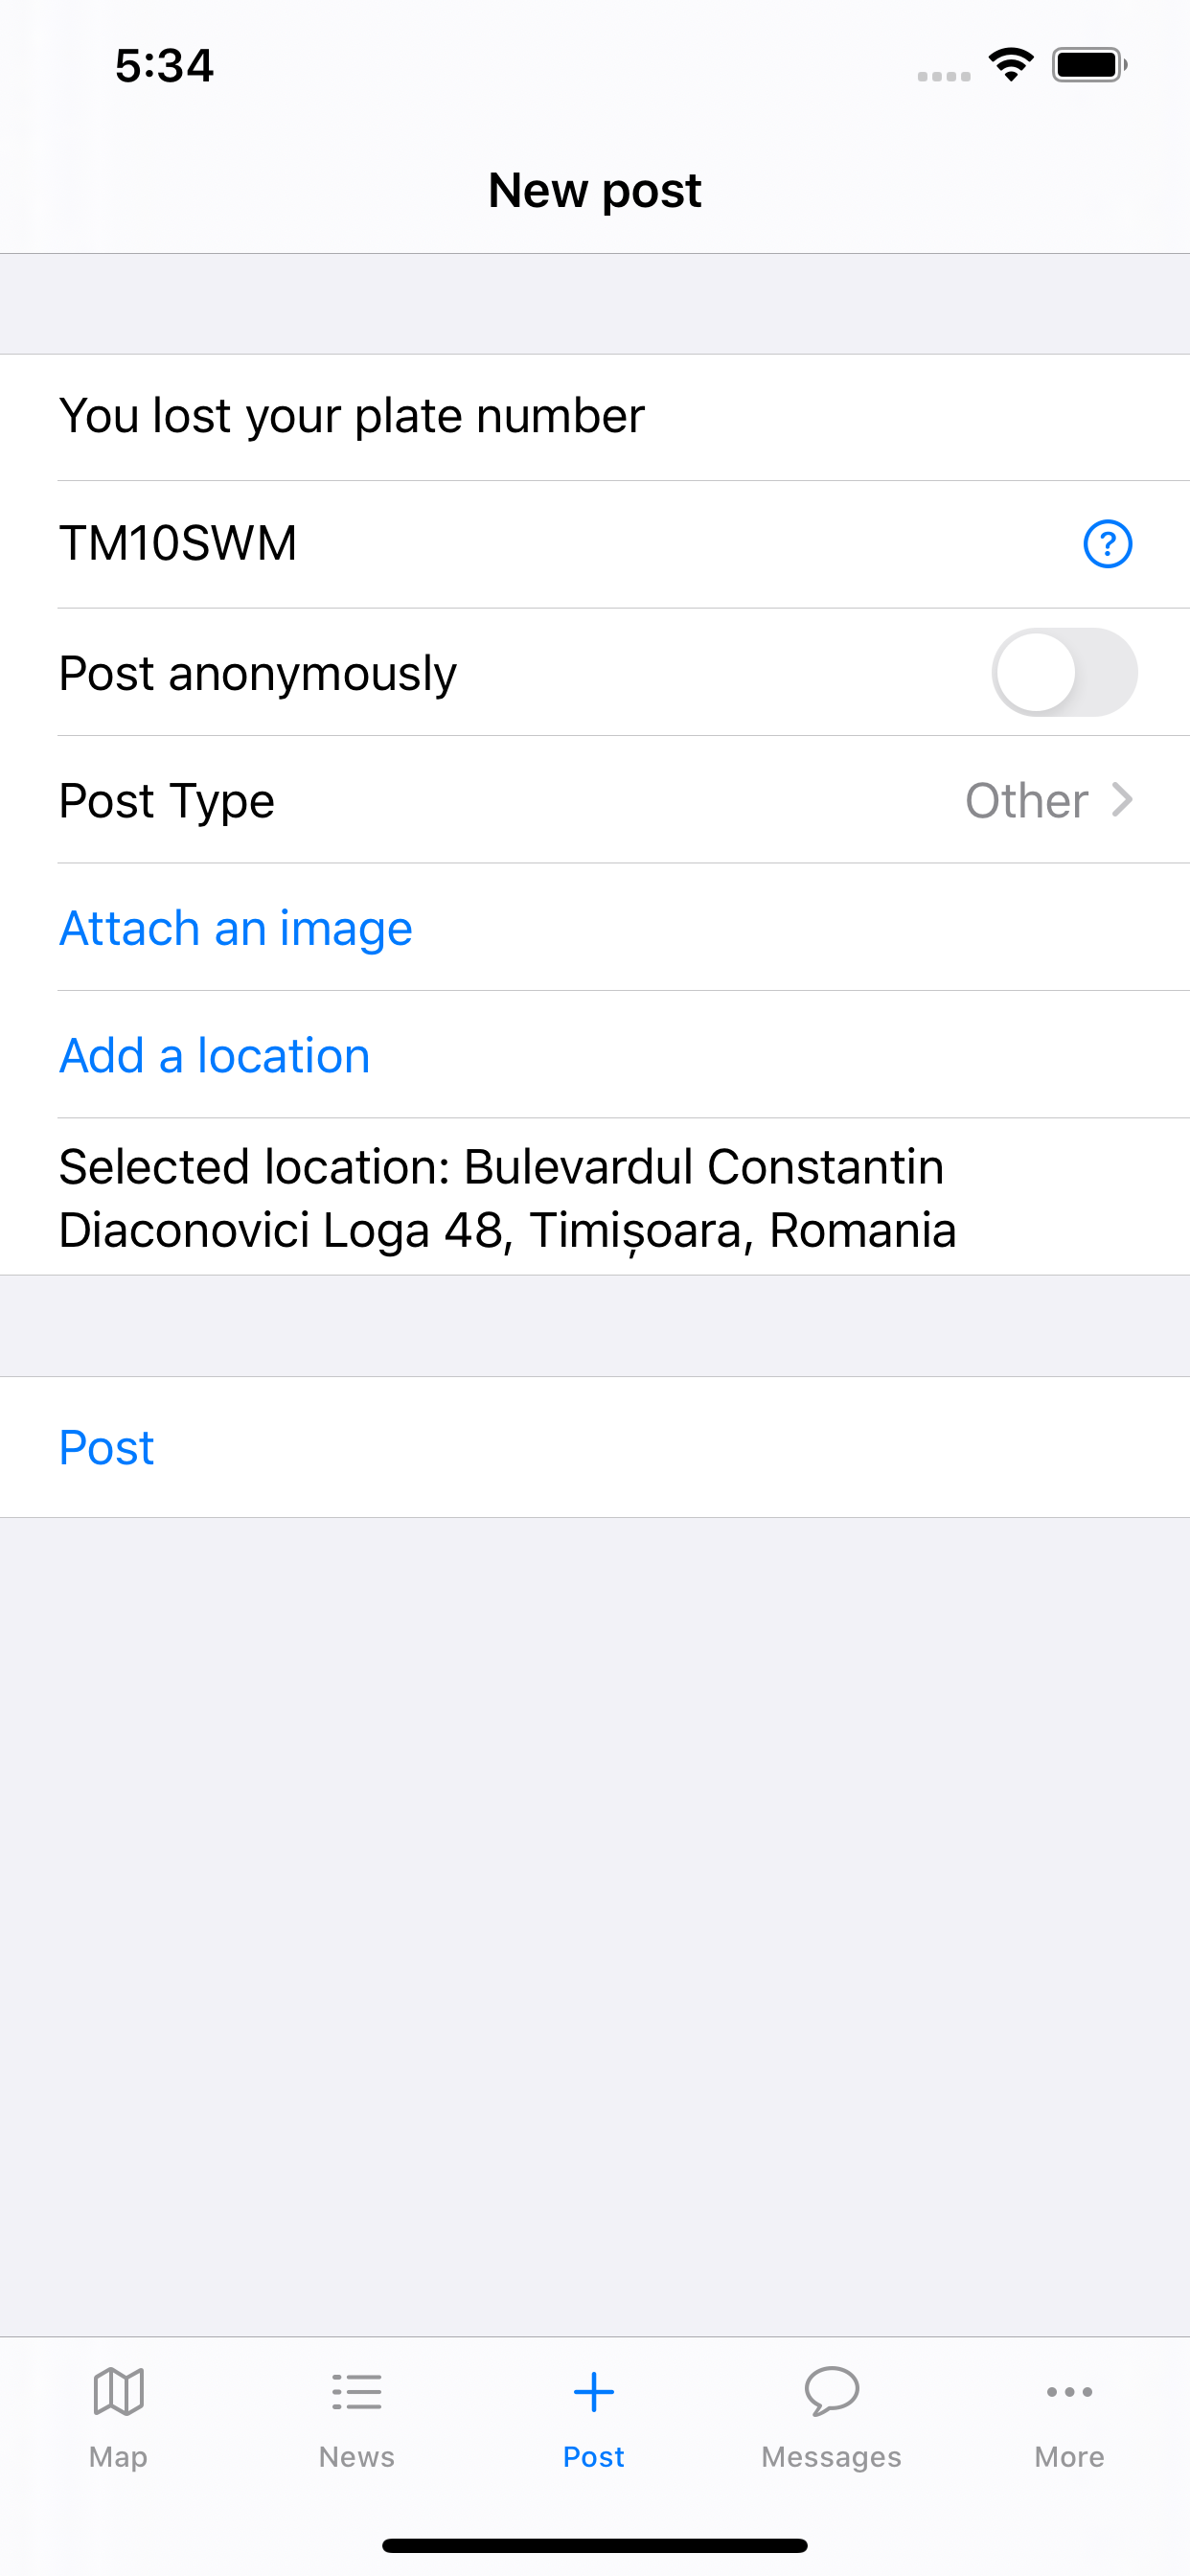 5:34
New post
You lost your plate number
TM10SWM
?
Post anonymously
Post Type
Other
Attach an image
Add a location
Selected location: Bulevardul Constantin
Diaconovici Loga 48, Timișoara, Romania
Post
Map
News
Post
Messages
More